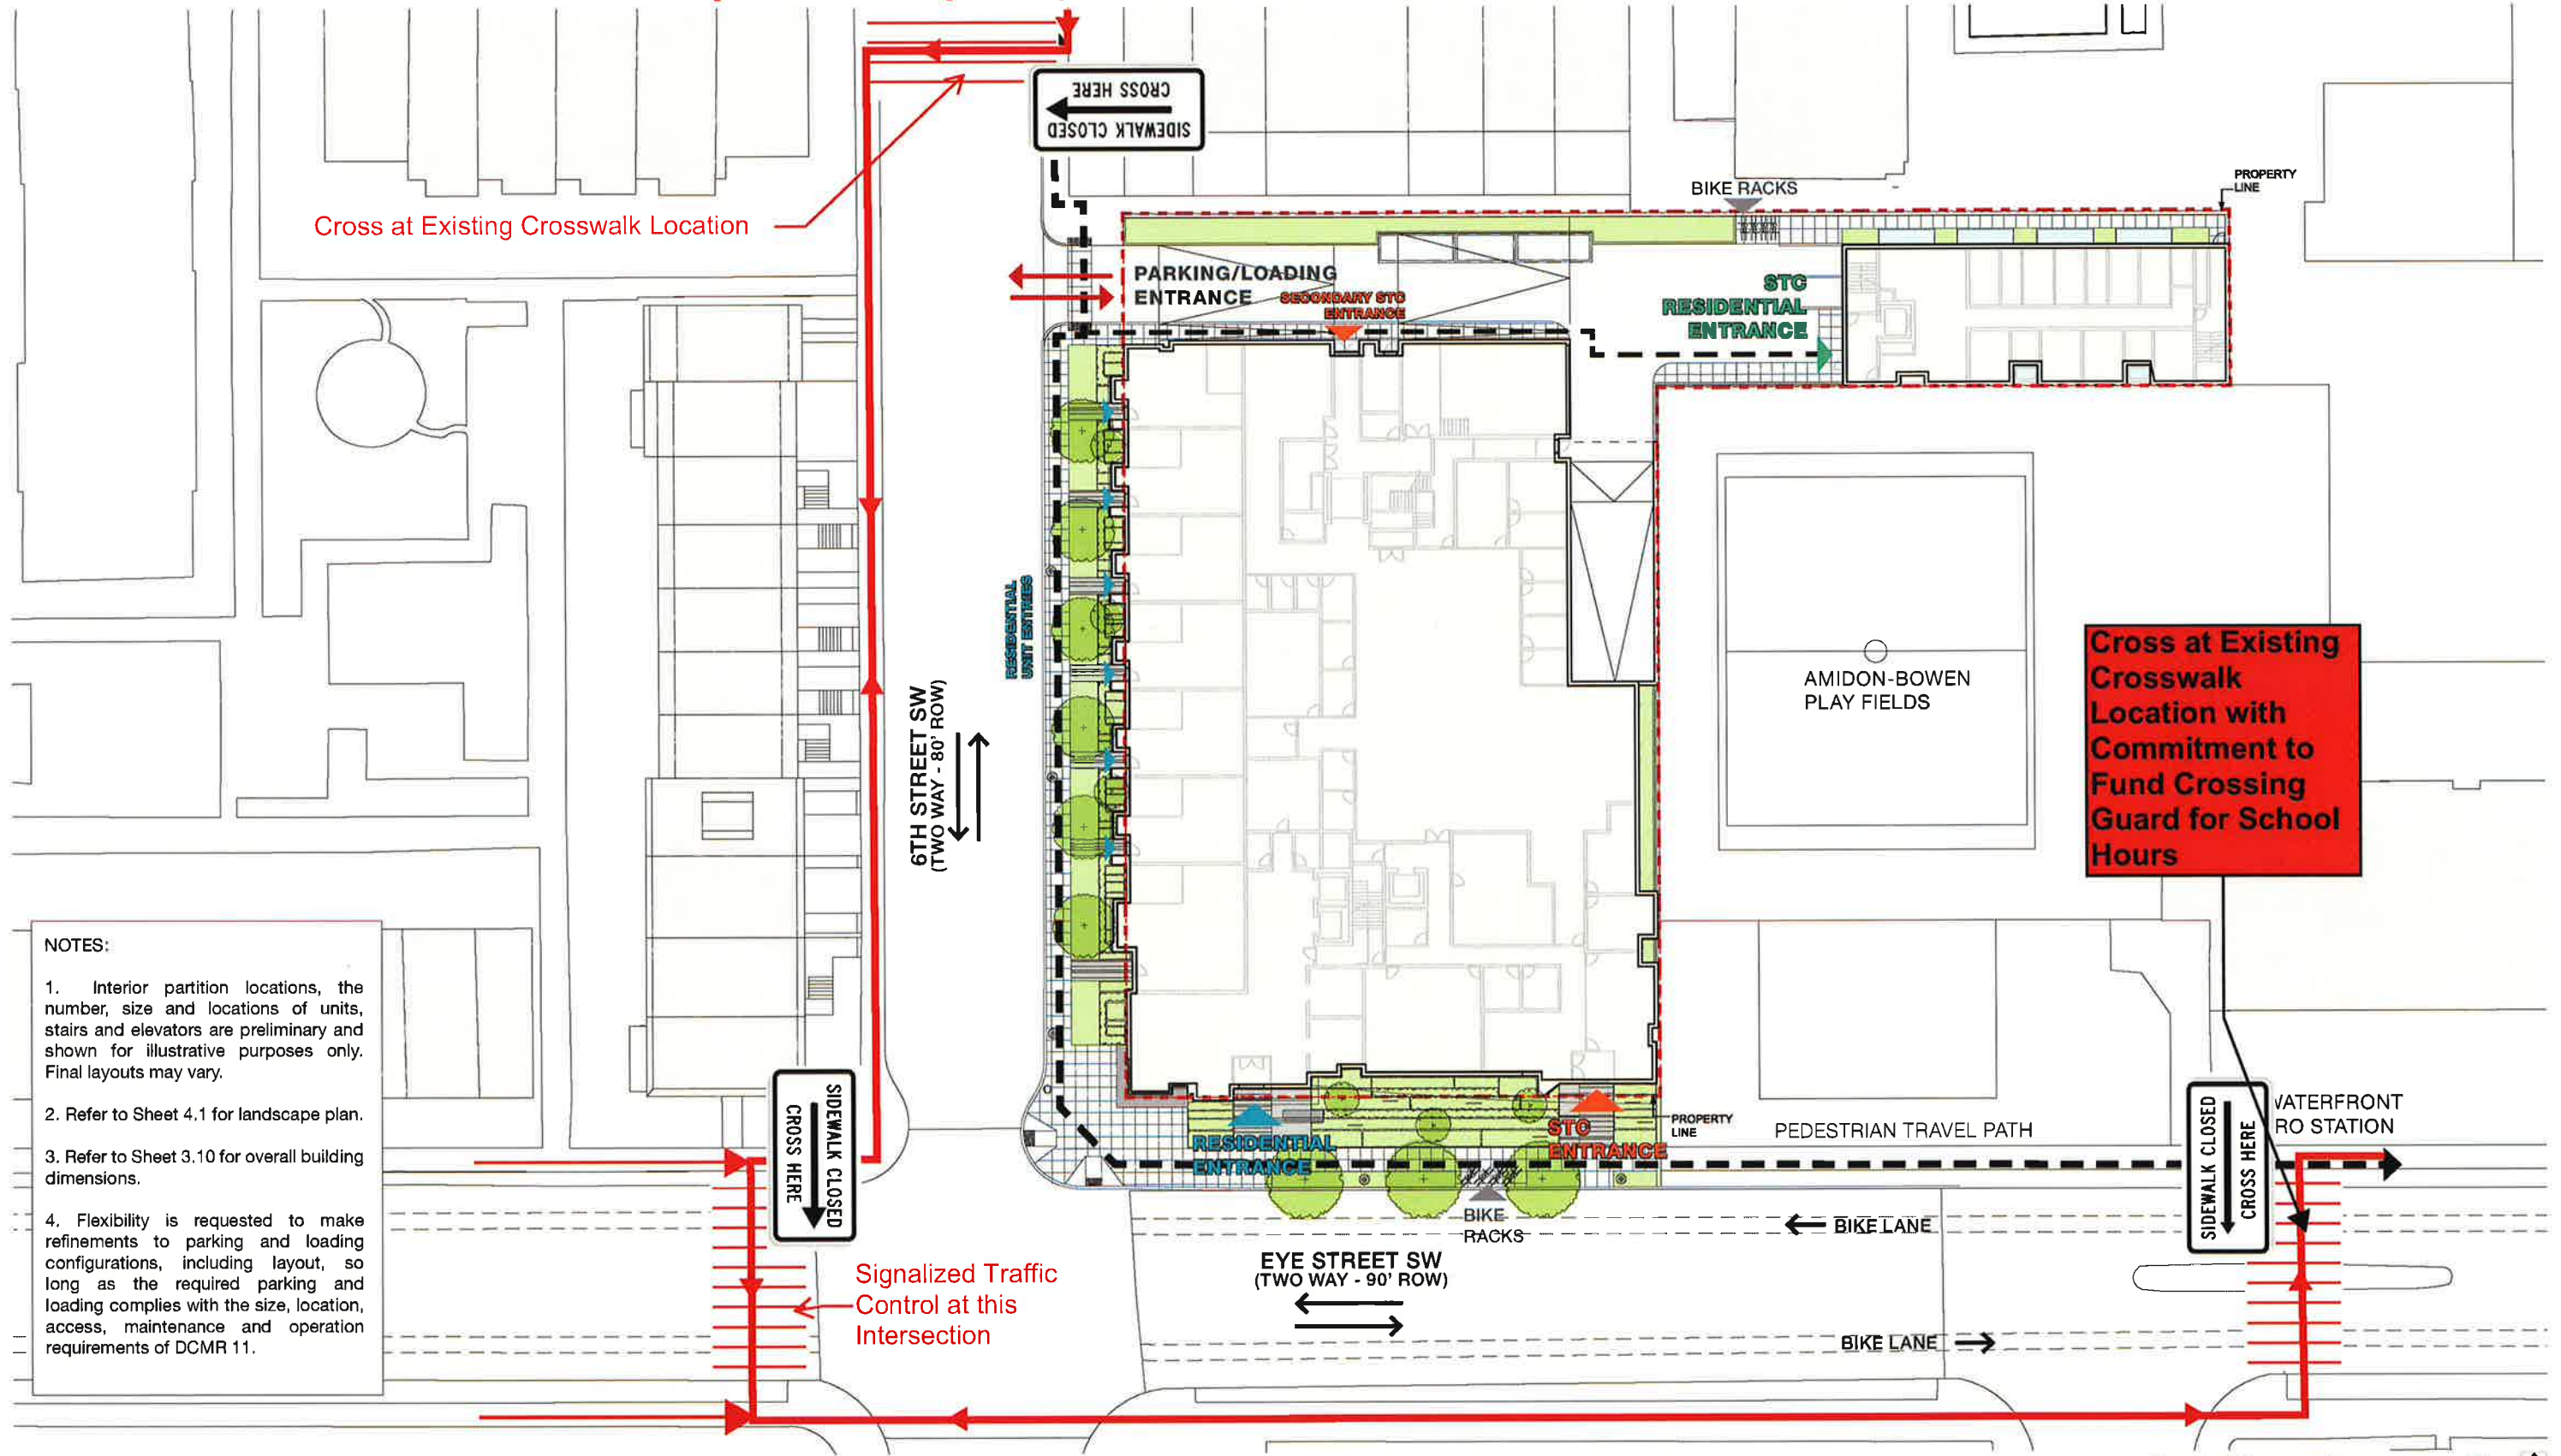 CROSS HERE
SIDEWALK CLOSED
Cross at Existing Crosswalk Location
BIKE RACKS
PROPERTY
LINE
PARKING/LOADING
ENTRANCE
SECONDARY STC
ENTRANCE
STC
RESIDENTIAL
ENTRANCE
RESIDENTIAL
UNIT ENTRIES
6TH STREET SW
(TWO WAY - 80' ROW)
AMIDON-BOWEN
PLAY FIELDS
Cross at Existing
Crosswalk
Location with
Commitment to
Fund Crossing
Guard for School
Hours
NOTES:
1. Interior partition locations, the
number, size and locations of units,
stairs and elevators are preliminary and
shown for illustrative purposes only.
Final layouts may vary.
2. Refer to Sheet 4.1 for landscape plan.
3. Refer to Sheet 3.10 for overall building
dimensions.
4. Flexibility is requested to make
refinements to parking and loading
configurations, including layout, so
long as the required parking and
loading complies with the size, location,
access, maintenance and operation
requirements of DCMR 11.
SIDEWALK CLOSED
CROSS HERE
RESIDENTIAL
ENTRANCE
STC
ENTRANCE
PROPERTY
LINE
PEDESTRIAN TRAVEL PATH
SIDEWALK CLOSED
CROSS HERE
WATERFRONT
RO STATION
BIKE
RACKS
BIKE LANE
EYE STREET SW
(TWO WAY - 90' ROW)
Signalized Traffic
Control at this
Intersection
BIKE LANE